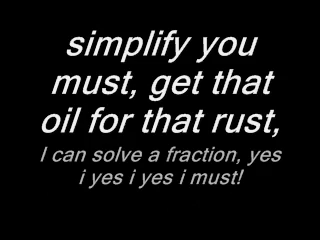 simplify you
must, get that
oil for that rust,
I can solve a fraction, yes
i yes i yes i must!